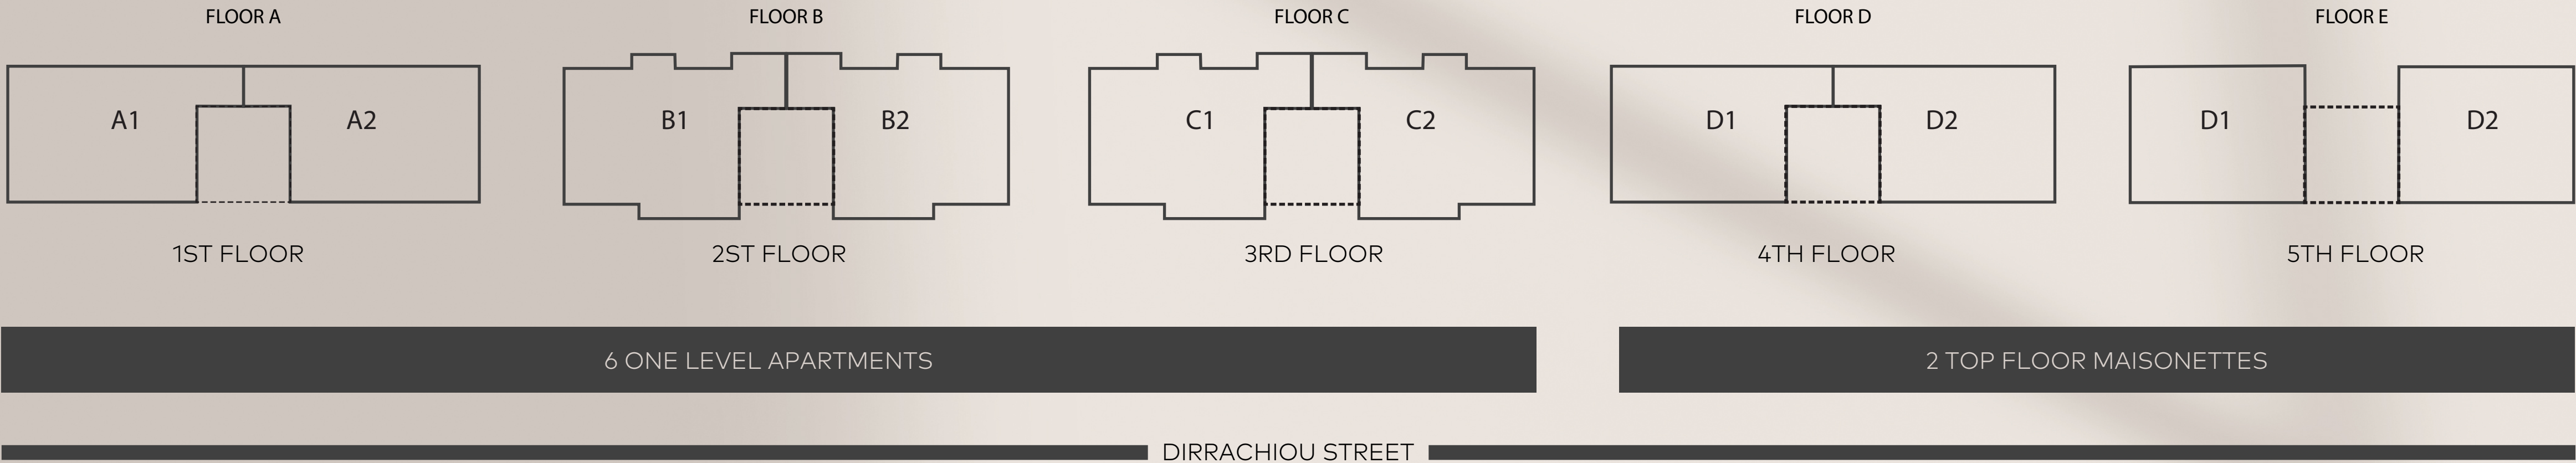 FLOOR A
FLOOR B
FLOOR C
FLOOR D
FLOOR E
A1
A2
B1
B2
C1
C2
D1
D2
D1
D2
1ST FLOOR
2ST FLOOR
3RD FLOOR
4TH FLOOR
5TH FLOOR
6 ONE LEVEL APARTMENTS
2 TOP FLOOR MAISONETTES
DIRRACHIOU STREET